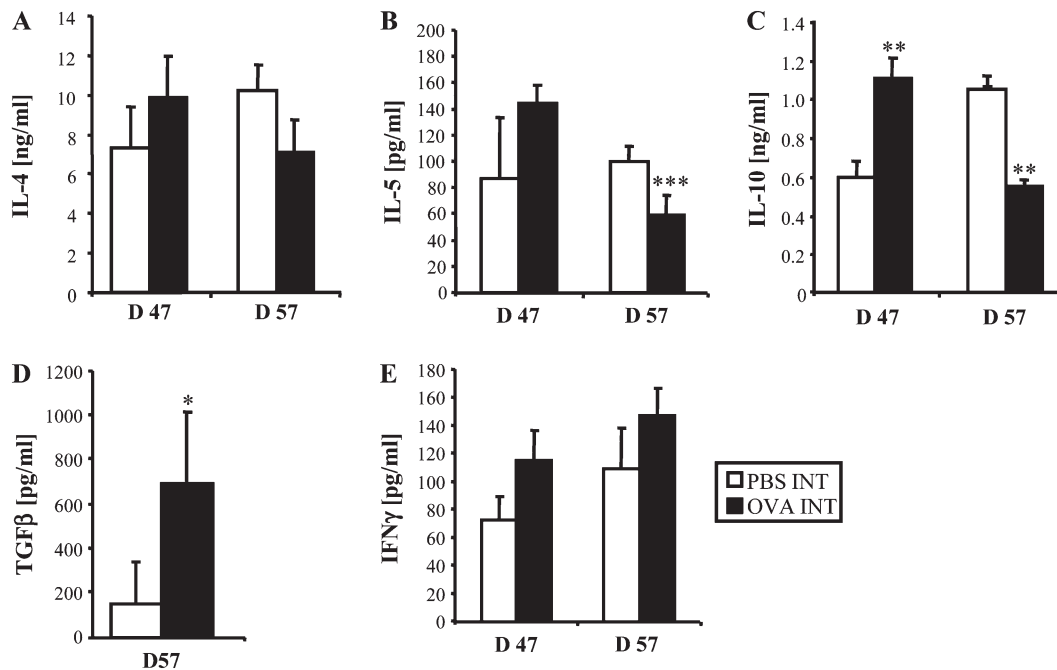 A
14
12
10
8
6
4
2
0
IL-4 [ng/ml]
D 47
D 57
B
200
180
160
140
120
100
80
60
40
20
0
IL-5 [pg/ml]
***
D 47
D 57
C
1.4
1.2
1.0
0.8
0.6
0.4
0.2
0
IL-10 [ng/ml]
**
**
D 47
D 57
D
1200
1000
800
600
400
200
0
TGFβ [pg/ml]
*
D57
E
200
180
160
140
120
100
80
60
40
20
0
IFNγ [pg/ml]
D 47
D 57
PBS INT
OVA INT